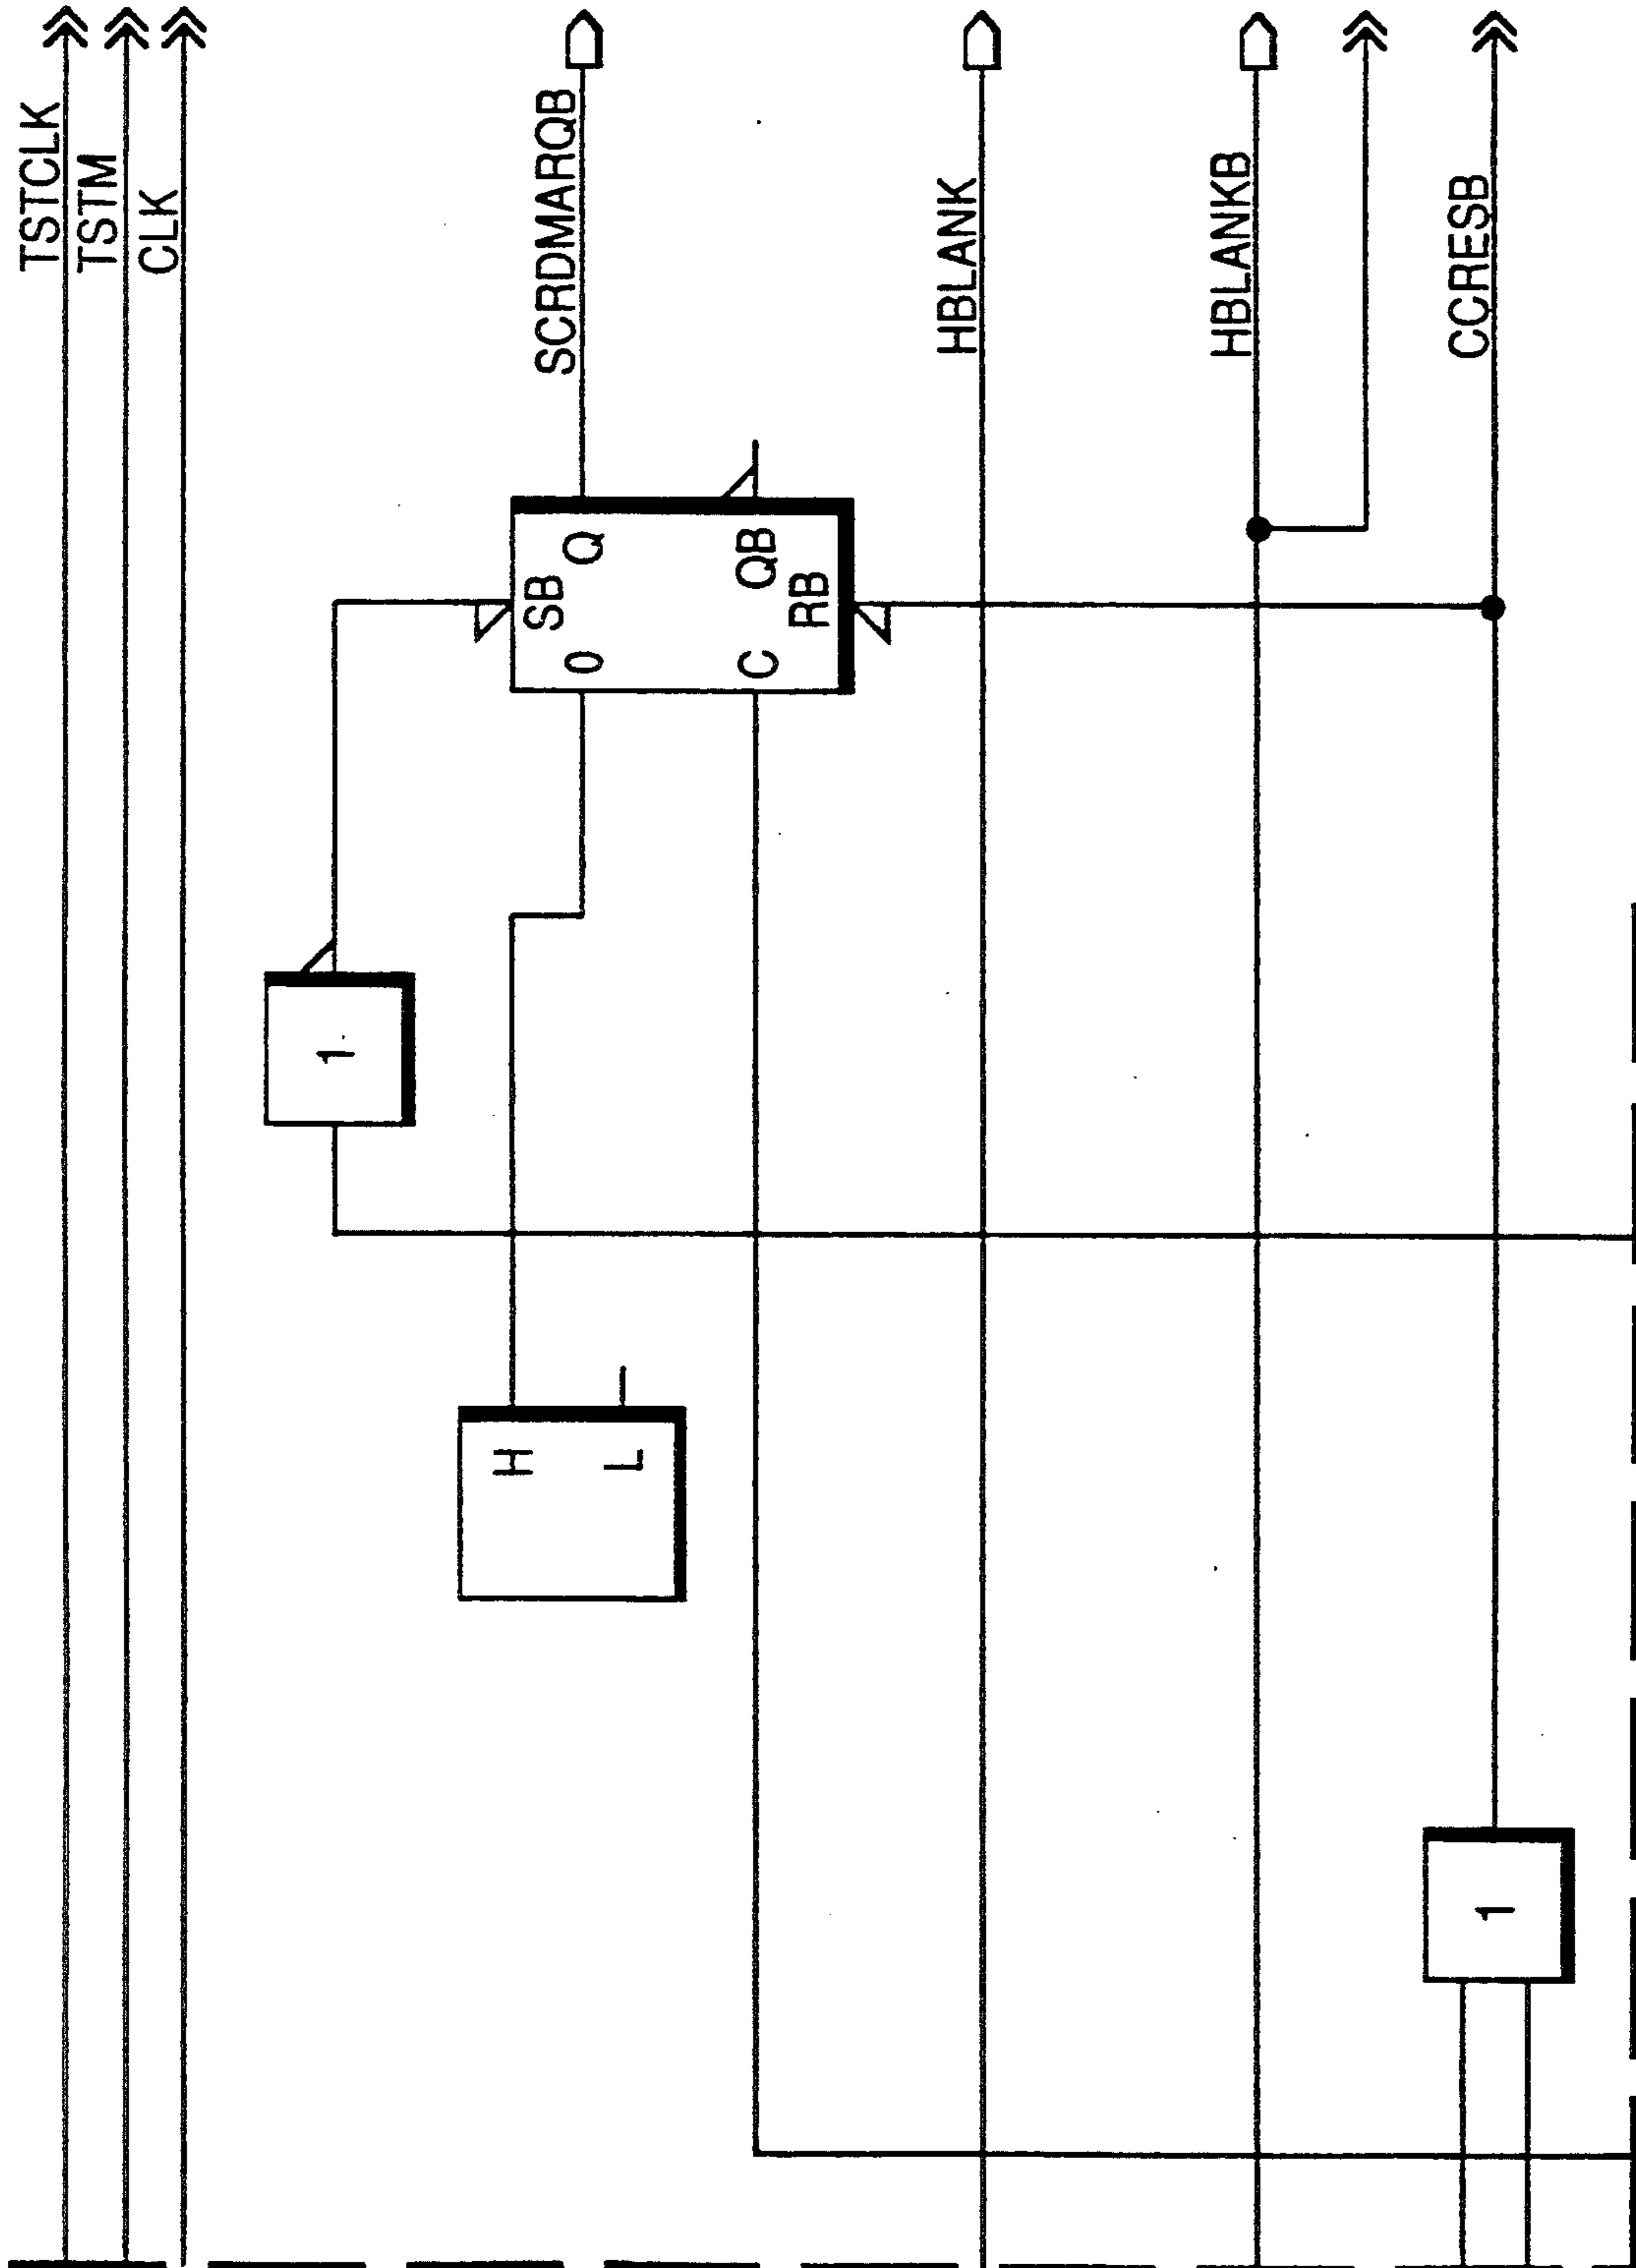 TSTCLK
TSTM
CLK
1
SCRDMARQB
H
L
SB
0 Q
C QB
RB
HBLANK
HBLANKB
1
CCRESB